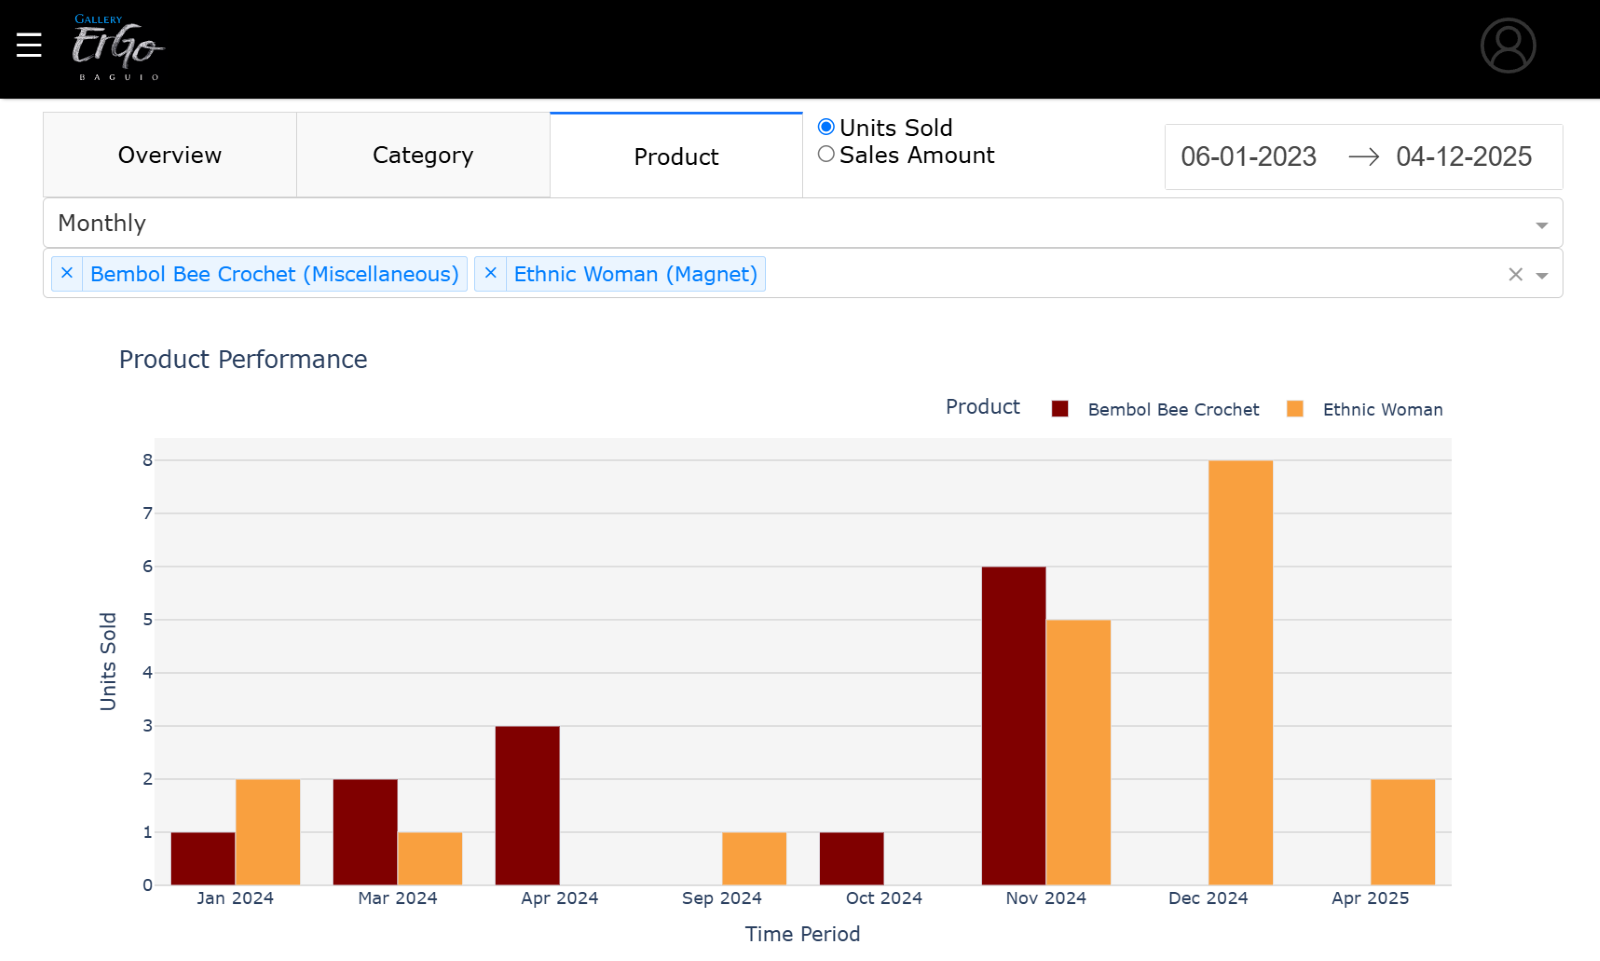 GALLERY
ErGo
BAGUIO
Overview
Category
Product
Units Sold
Sales Amount
06-01-2023 → 04-12-2025
Monthly
× Bembol Bee Crochet (Miscellaneous) × Ethnic Woman (Magnet) ×
Product Performance
Product Bembol Bee Crochet Ethnic Woman
8
7
6
5
4
3
2
1
0
Units Sold
Jan 2024 Mar 2024 Apr 2024 Sep 2024 Oct 2024 Nov 2024 Dec 2024 Apr 2025
Time Period